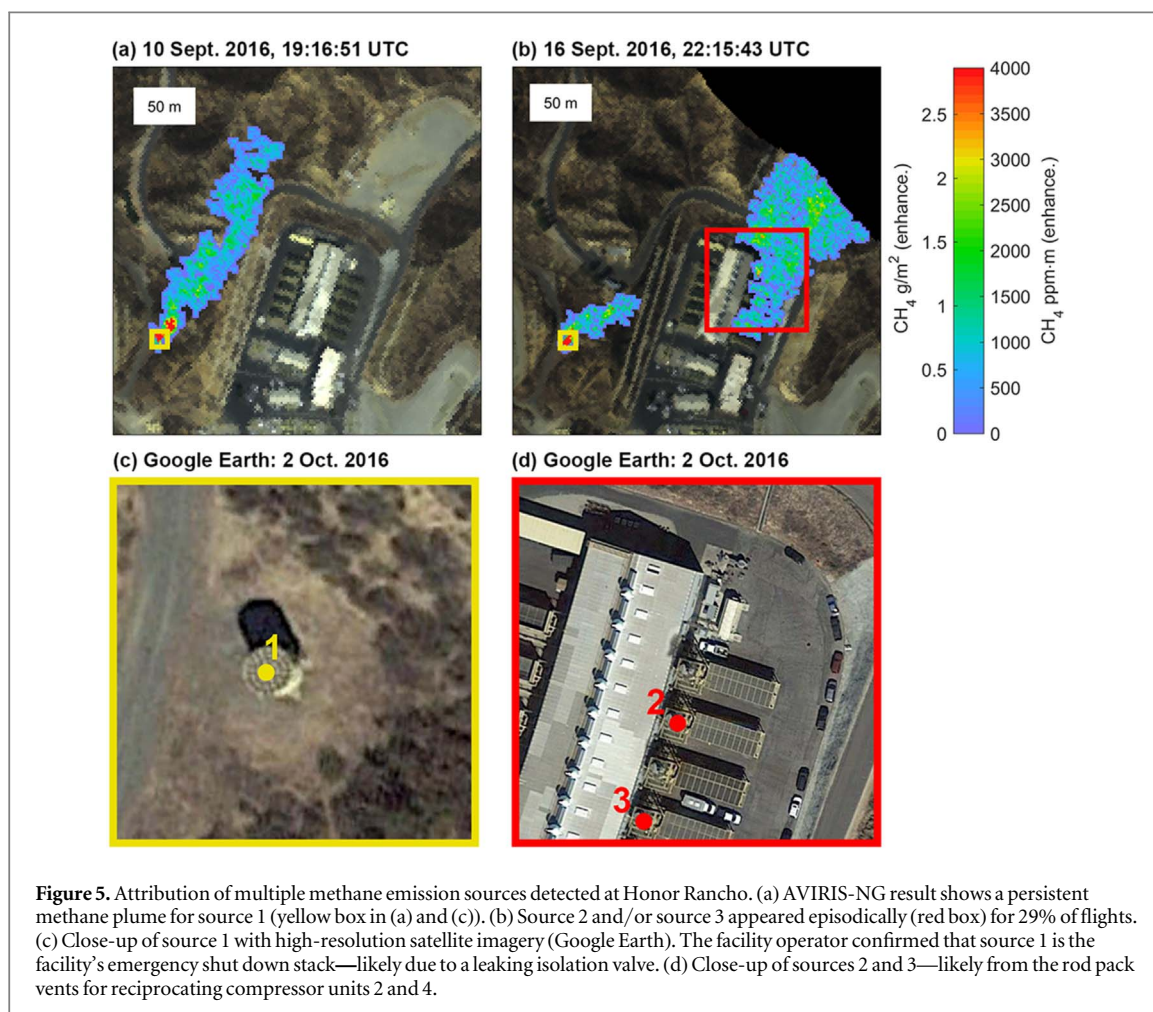 (a) 10 Sept. 2016, 19:16:51 UTC
(b) 16 Sept. 2016, 22:15:43 UTC
50 m
50 m
CH4 g/m2 (enhance.)
2.5
2
1.5
1
0.5
0
4000
3500
3000
2500
2000
1500
1000
500
0
CH4 ppm-m (enhance.)
(c) Google Earth: 2 Oct. 2016
(d) Google Earth: 2 Oct. 2016
1
2
3
Figure 5. Attribution of multiple methane emission sources detected at Honor Rancho. (a) AVIRIS-NG result shows a persistent
methane plume for source 1 (yellow box in (a) and (c)). (b) Source 2 and/or source 3 appeared episodically (red box) for 29% of flights.
(c) Close-up of source 1 with high-resolution satellite imagery (Google Earth). The facility operator confirmed that source 1 is the
facility’s emergency shut down stack—likely due to a leaking isolation valve. (d) Close-up of sources 2 and 3—likely from the rod pack
vents for reciprocating compressor units 2 and 4.